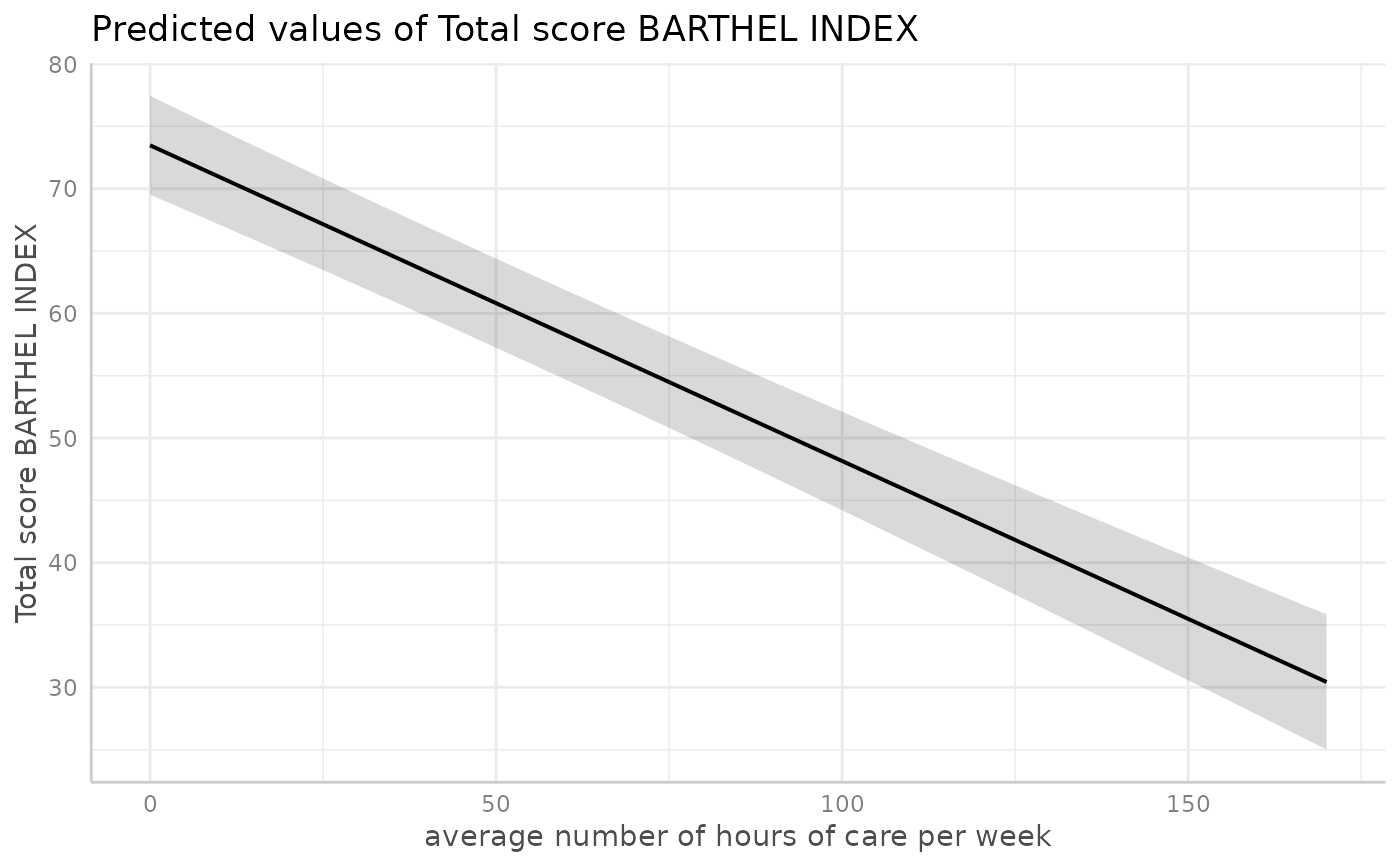 Predicted values of Total score BARTHEL INDEX
Total score BARTHEL INDEX
80
70
60
50
40
30
0 50 100 150
average number of hours of care per week